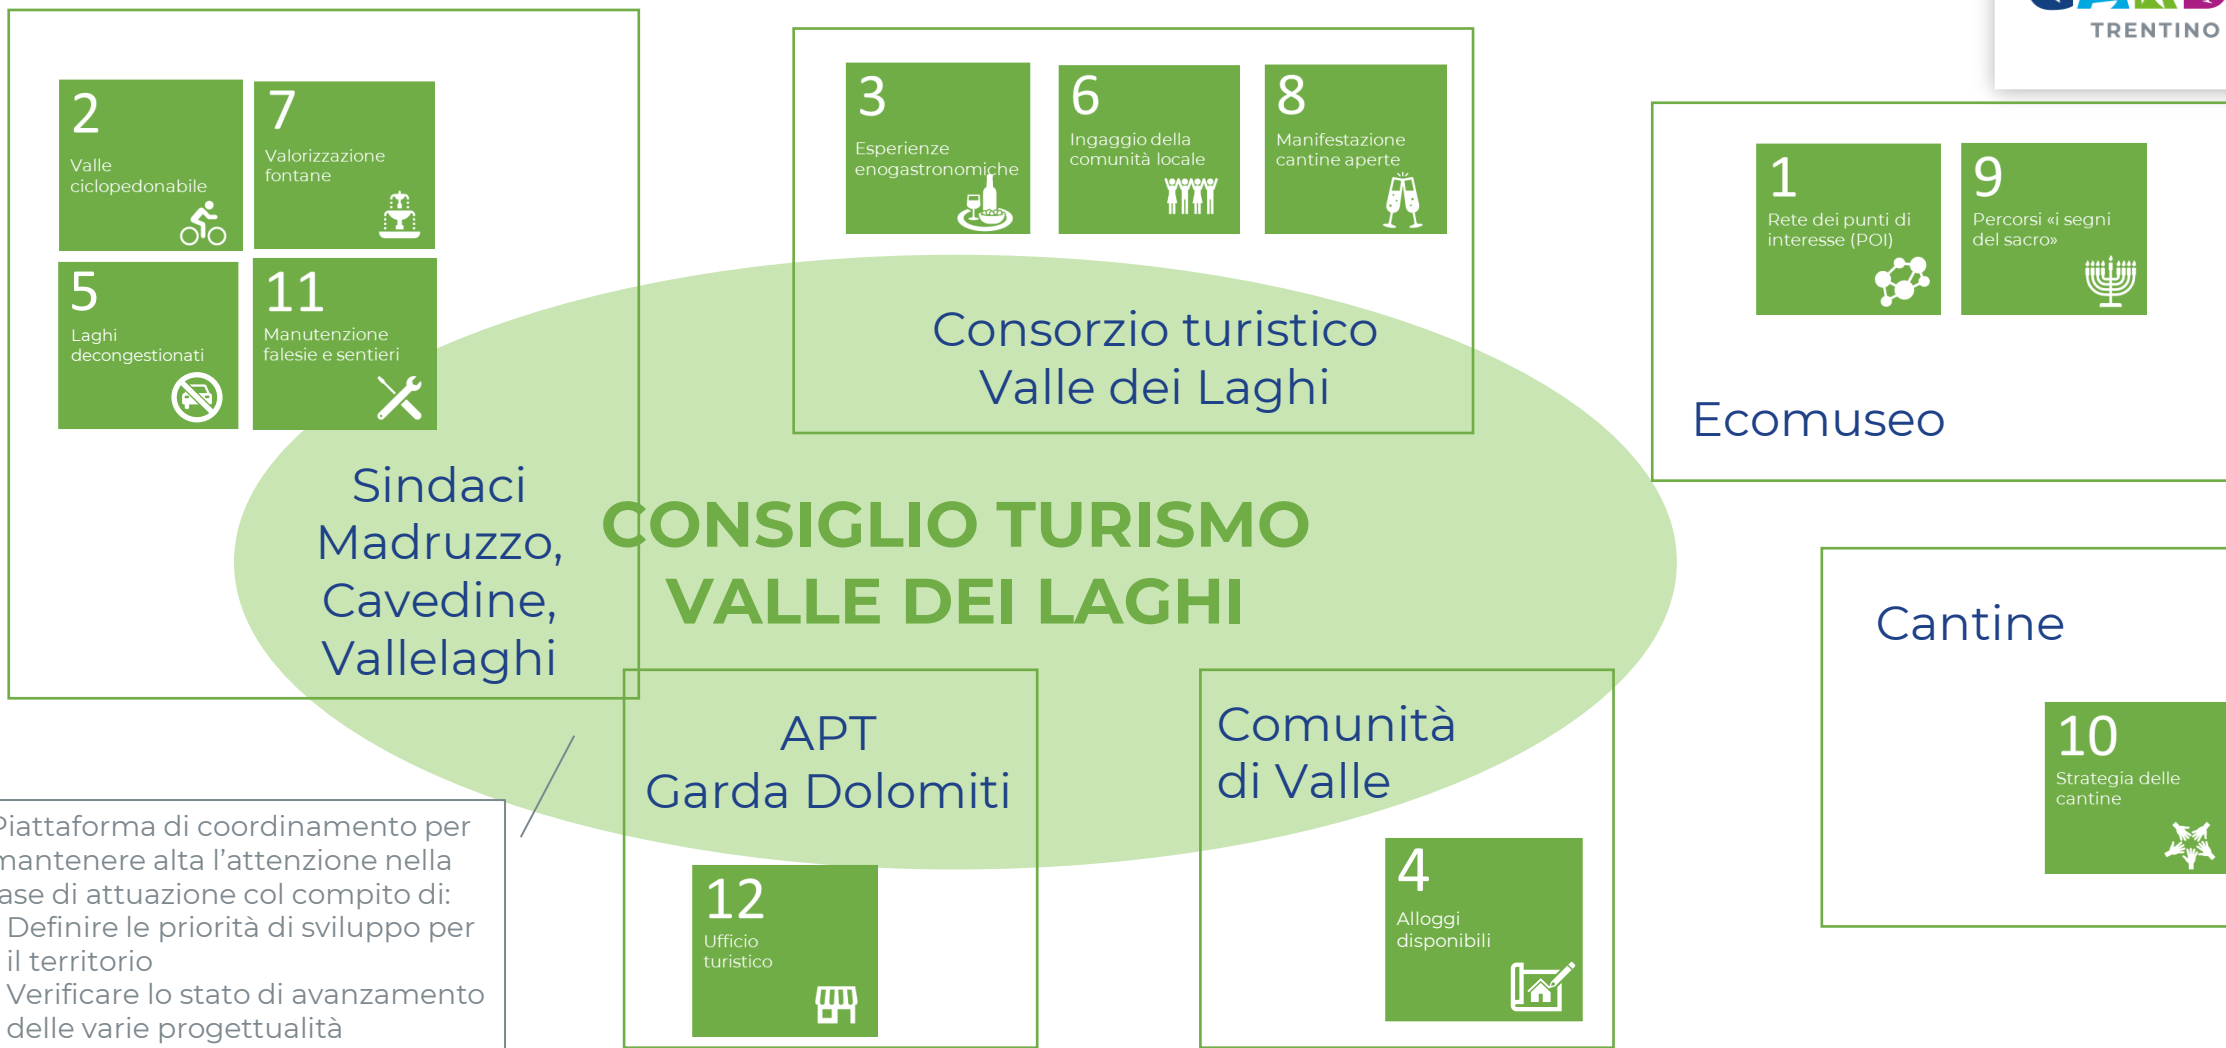 TRENTINO
2
Valle
ciclopedonabile
7
Valorizzazione
fontane
5
Laghi
decongestionati
11
Manutenzione
falesie e sentieri
Sindaci
Madruzzo,
Cavedine,
Vallelaghi
3
Esperienze
enogastronomiche
6
Ingaggio della
comunità locale
8
Manifestazione
cantine aperte
Consorzio turistico
Valle dei Laghi
1
Rete dei punti di
interesse (POI)
9
Percorsi «i segni
del sacro»
Ecomuseo
CONSIGLIO TURISMO
VALLE DEI LAGHI
Cantine
10
Strategia delle
cantine
APT
Garda Dolomiti
12
Ufficio
turistico
Comunità
di Valle
4
Alloggi
disponibili
Piattaforma di coordinamento per
mantenere alta l'attenzione nella
ase di attuazione col compito di:
Definire le priorità di sviluppo per
il territorio
Verificare lo stato di avanzamento
delle varie progettualità